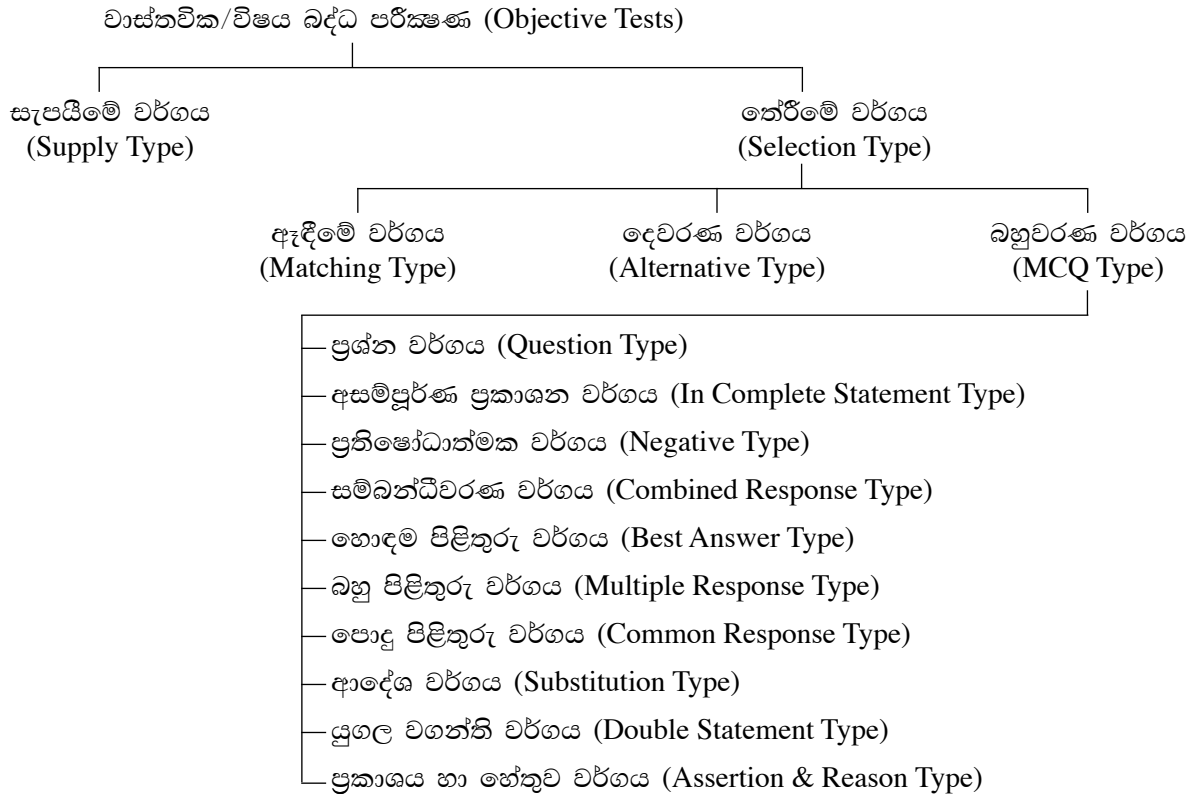 වාස්තවික/විෂය බද්ධ පරීක්‍ෂණ (Objective Tests)
සැපයීමේ වර්ගය තේරීමේ වර්ගය
(Supply Type) (Selection Type)
ඇඳීමේ වර්ගය දෙවරණ වර්ගය බහුවරණ වර්ගය
(Matching Type) (Alternative Type) (MCQ Type)
ප්‍රශ්න වර්ගය (Question Type)
අසම්පූර්ණ ප්‍රකාශන වර්ගය (In Complete Statement Type)
ප්‍රතිෂෝධාත්මක වර්ගය (Negative Type)
සම්බන්ධීවරණ වර්ගය (Combined Response Type)
හොඳම පිළිතුරු වර්ගය (Best Answer Type)
බහු පිළිතුරු වර්ගය (Multiple Response Type)
පොදු පිළිතුරු වර්ගය (Common Response Type)
ආදේශ වර්ගය (Substitution Type)
යුගල වගන්ති වර්ගය (Double Statement Type)
ප්‍රකාශය හා හේතුව වර්ගය (Assertion & Reason Type)